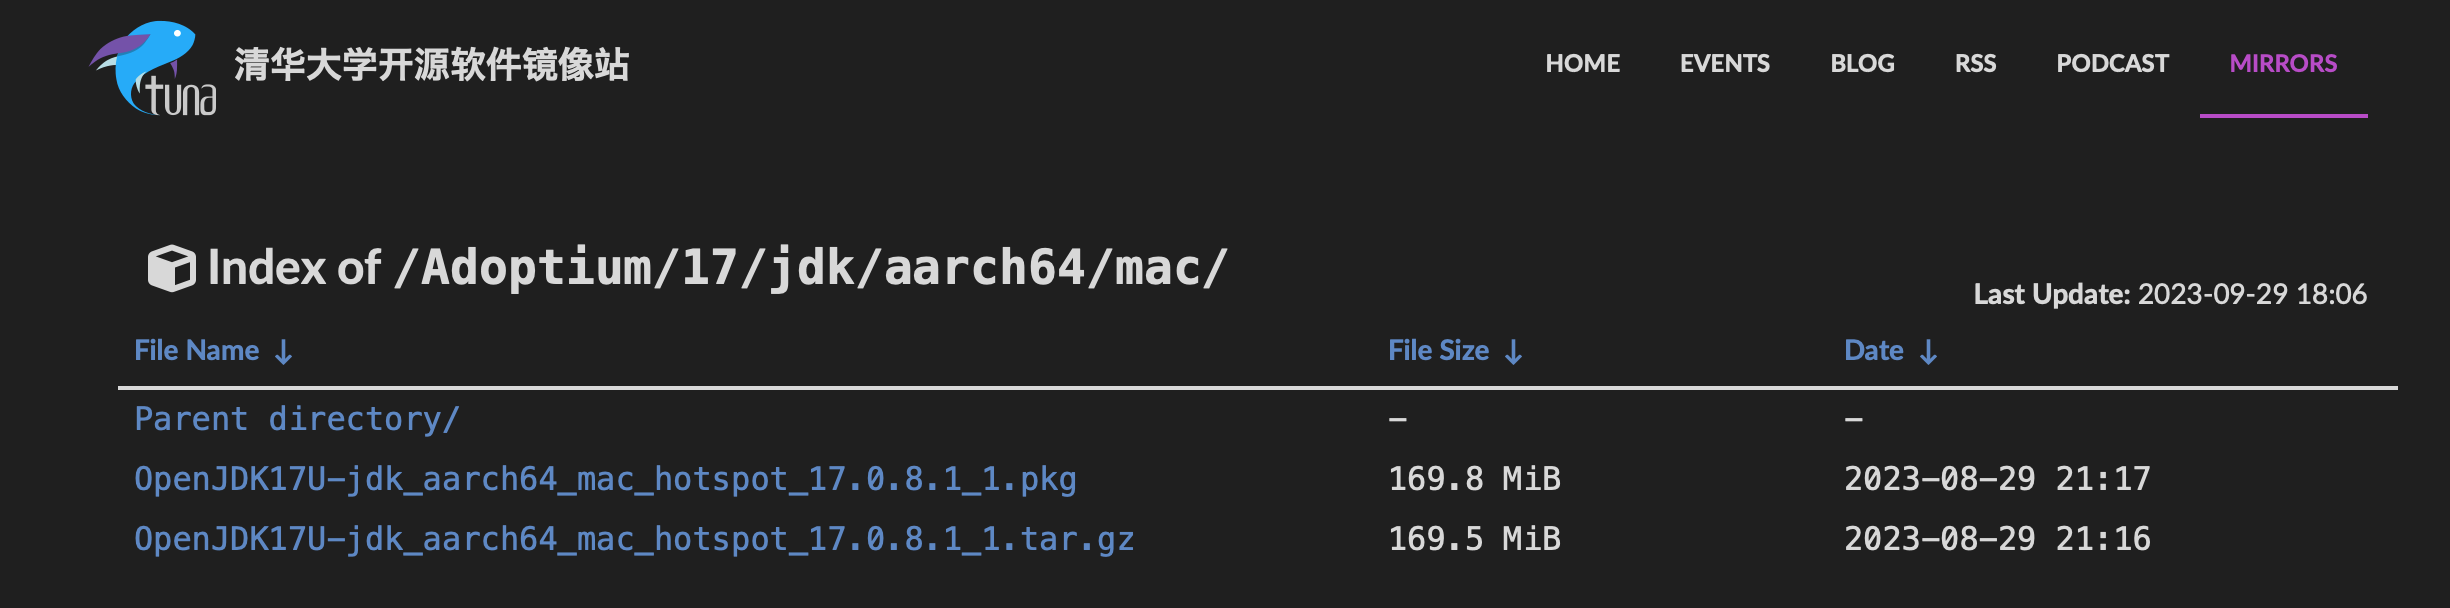 tuna
清华大学开源软件镜像站
HOME EVENTS BLOG RSS PODCAST MIRRORS
Index of /Adoptium/17/jdk/aarch64/mac/
Last Update: 2023-09-29 18:06
File Name ↓ File Size ↓ Date ↓
Parent directory/ - -
OpenJDK17U-jdk_aarch64_mac_hotspot_17.0.8.1_1.pkg 169.8 MiB 2023-08-29 21:17
OpenJDK17U-jdk_aarch64_mac_hotspot_17.0.8.1_1.tar.gz 169.5 MiB 2023-08-29 21:16